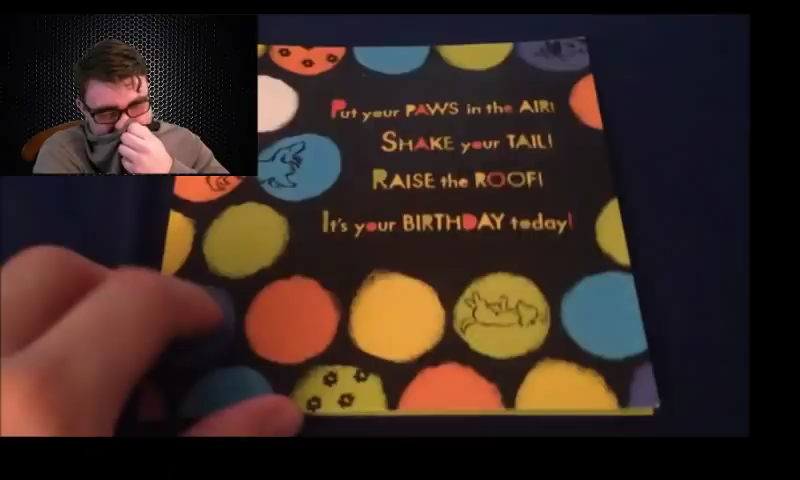 Put your PAWS in the AIR!
SHAKE your TAIL!
RAISE the ROOF!
It's your BIRTHDAY today!